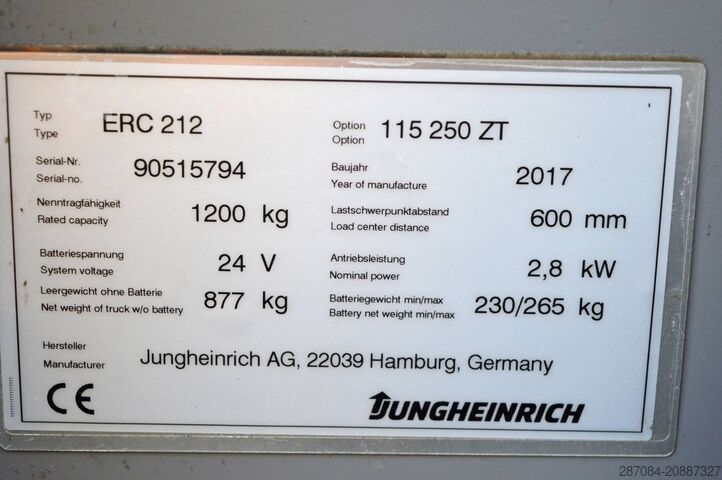 Typ
Type
ERC 212
Option
Option
115 250 ZT
Serial-Nr.
Serial-no.
90515794
Baujahr
Year of manufacture
2017
Nenntragfähigkeit
Rated capacity
1200 kg
Lastschwerpunktabstand
Load center distance
600 mm
Batteriespannung
System voltage
24 V
Antriebsleistung
Nominal power
2,8 kW
Leergewicht ohne Batterie
Net weight of truck w/o battery
877 kg
Batteriegewicht min/max
Battery net weight min/max
230/265 kg
Hersteller
Manufacturer
Jungheinrich AG, 22039 Hamburg, Germany
CE
JUNGHEINRICH
287084-20887327